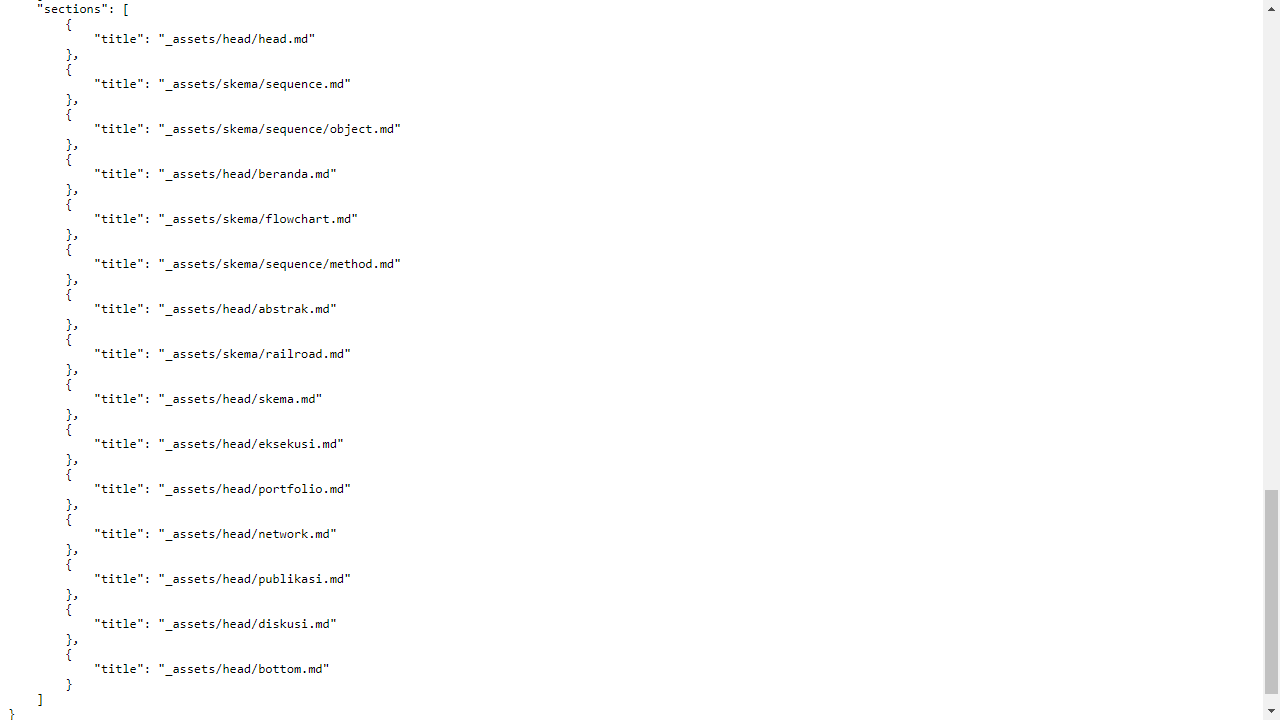 "sections": [
{
"title": "_assets/head/head.md"
},
{
"title": "_assets/skema/sequence.md"
},
{
"title": "_assets/skema/sequence/object.md"
},
{
"title": "_assets/head/beranda.md"
},
{
"title": "_assets/skema/flowchart.md"
},
{
"title": "_assets/skema/sequence/method.md"
},
{
"title": "_assets/head/abstrak.md"
},
{
"title": "_assets/skema/railroad.md"
},
{
"title": "_assets/head/skema.md"
},
{
"title": "_assets/head/eksekusi.md"
},
{
"title": "_assets/head/portfolio.md"
},
{
"title": "_assets/head/network.md"
},
{
"title": "_assets/head/publikasi.md"
},
{
"title": "_assets/head/diskusi.md"
},
{
"title": "_assets/head/bottom.md"
}
]
}